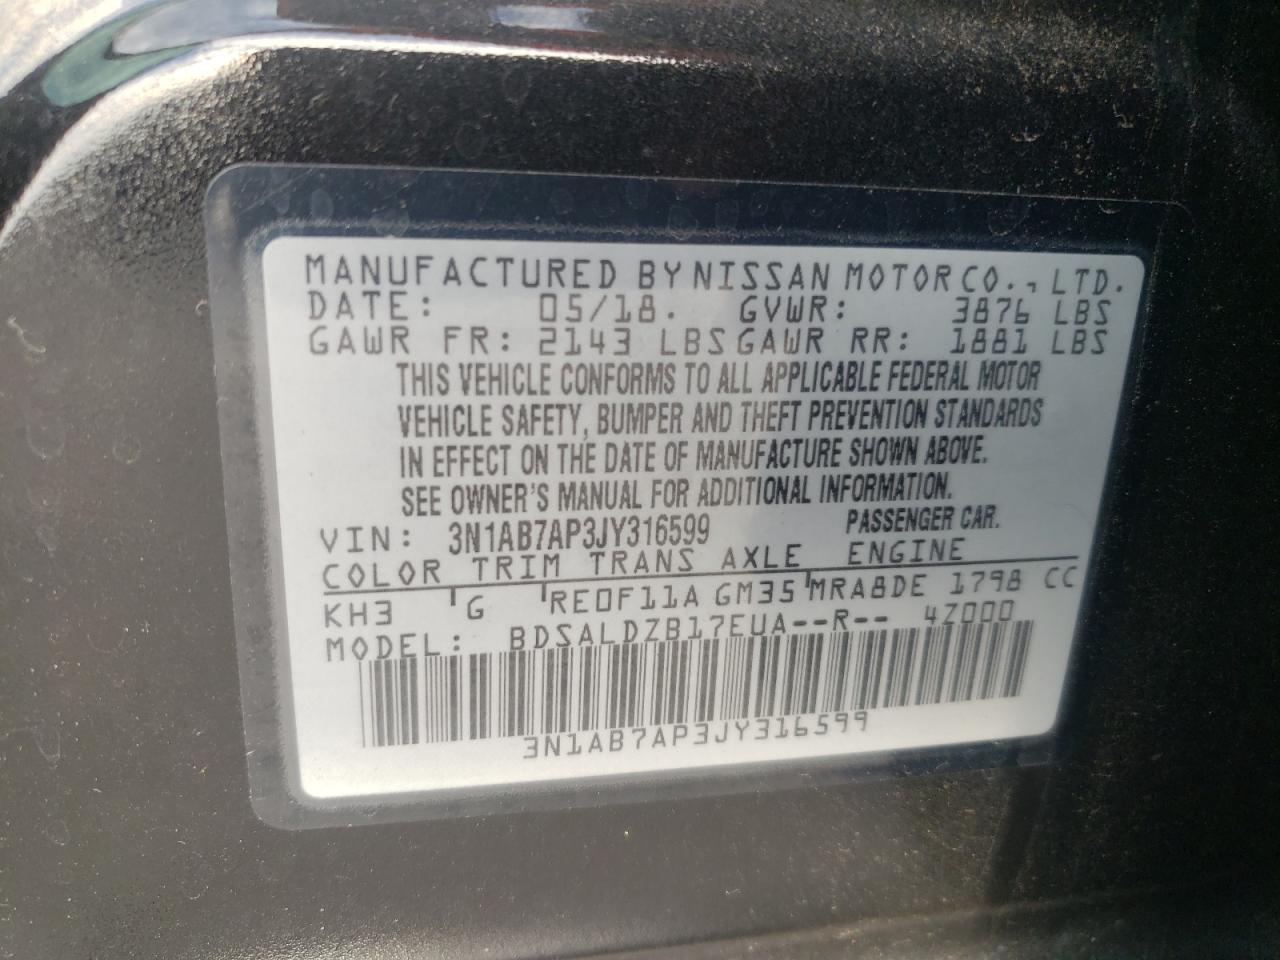 MANUFACTURED BY NISSAN MOTOR CO., LTD.
DATE: 05/18. GVWR: 3876 LBS
GAWR FR: 2143 LBS GAWR RR: 1881 LBS
THIS VEHICLE CONFORMS TO ALL APPLICABLE FEDERAL MOTOR
VEHICLE SAFETY, BUMPER AND THEFT PREVENTION STANDARDS
IN EFFECT ON THE DATE OF MANUFACTURE SHOWN ABOVE.
SEE OWNER'S MANUAL FOR ADDITIONAL INFORMATION.
VIN: 3N1AB7AP3JY316599 PASSENGER CAR.
COLOR TRIM TRANS AXLE ENGINE
KH3 G RE0F11A GM35 MRA8DE 1798 CC
MODEL: BDSALDZB17EUA--R-- 4Z000
3N1AB7AP3JY316599